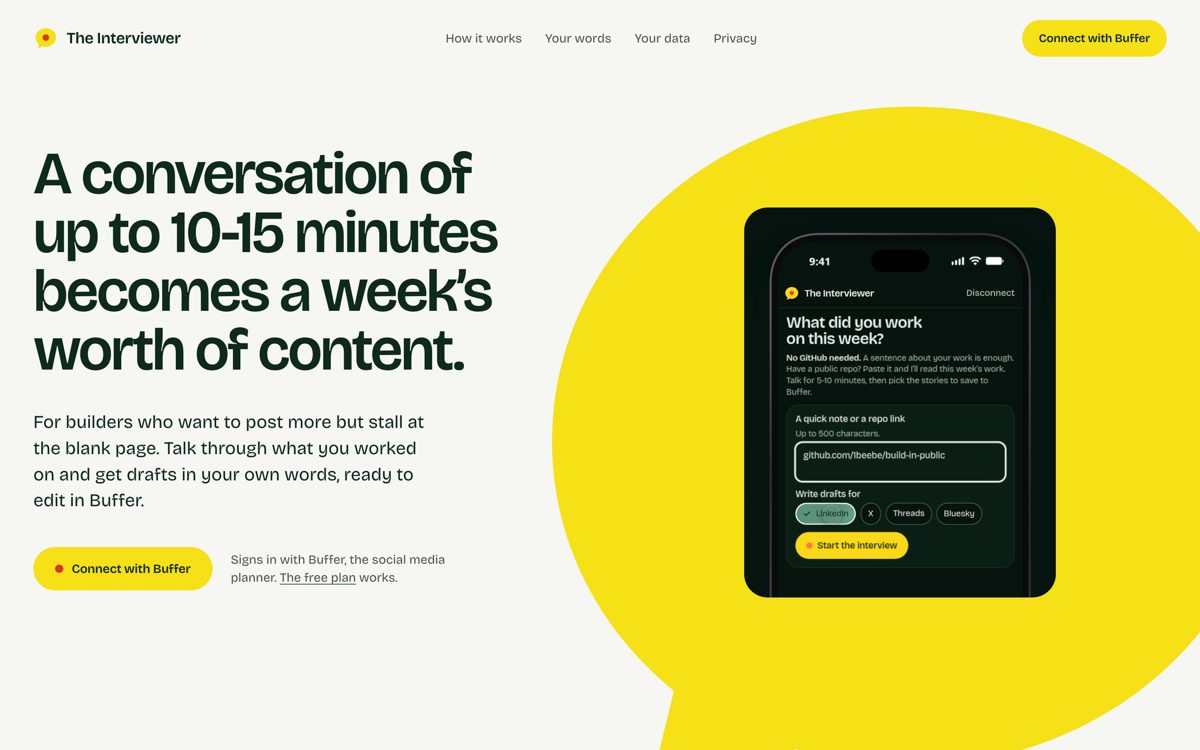 The Interviewer
How it works
Your words
Your data
Privacy
Connect with Buffer
A conversation of
up to 10-15 minutes
becomes a week's
worth of content.
For builders who want to post more but stall at
the blank page. Talk through what you worked
on and get drafts in your own words, ready to
edit in Buffer.
Connect with Buffer
Signs in with Buffer, the social media
planner. The free plan works.
9:41
The Interviewer
Disconnect
What did you work
on this week?
No GitHub needed. A sentence about your work is enough.
Have a public repo? Paste it and I'll read this week's work.
Talk for 5-10 minutes, then pick the stories to save to
Buffer.
A quick note or a repo link
Up to 500 characters.
github.com/1beebe/build-in-public
Write drafts for
LinkedIn
X
Threads
Bluesky
Start the interview